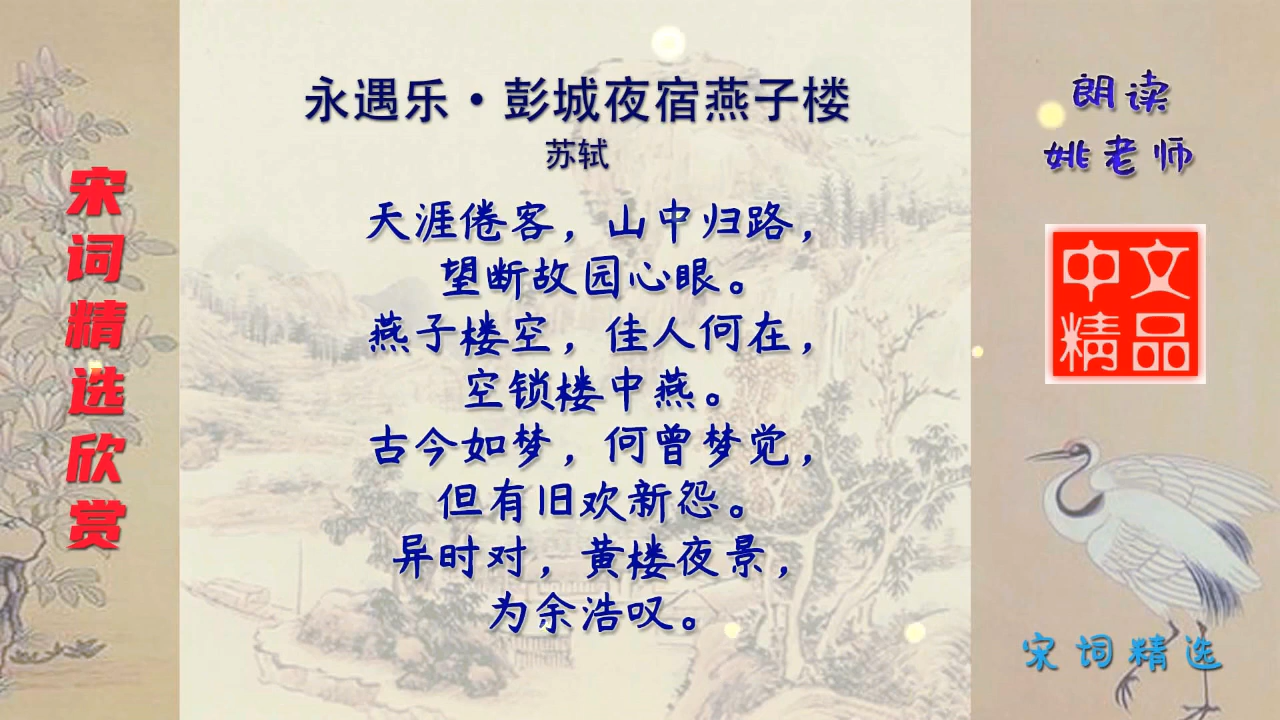 宋词精选欣赏
永遇乐·彭城夜宿燕子楼
苏轼
天涯倦客，山中归路，
望断故园心眼。
燕子楼空，佳人何在，
空锁楼中燕。
古今如梦，何曾梦觉，
但有旧欢新怨。
异时对，黄楼夜景，
为余浩叹。
朗读
姚老师
中文
精品
宋词精选